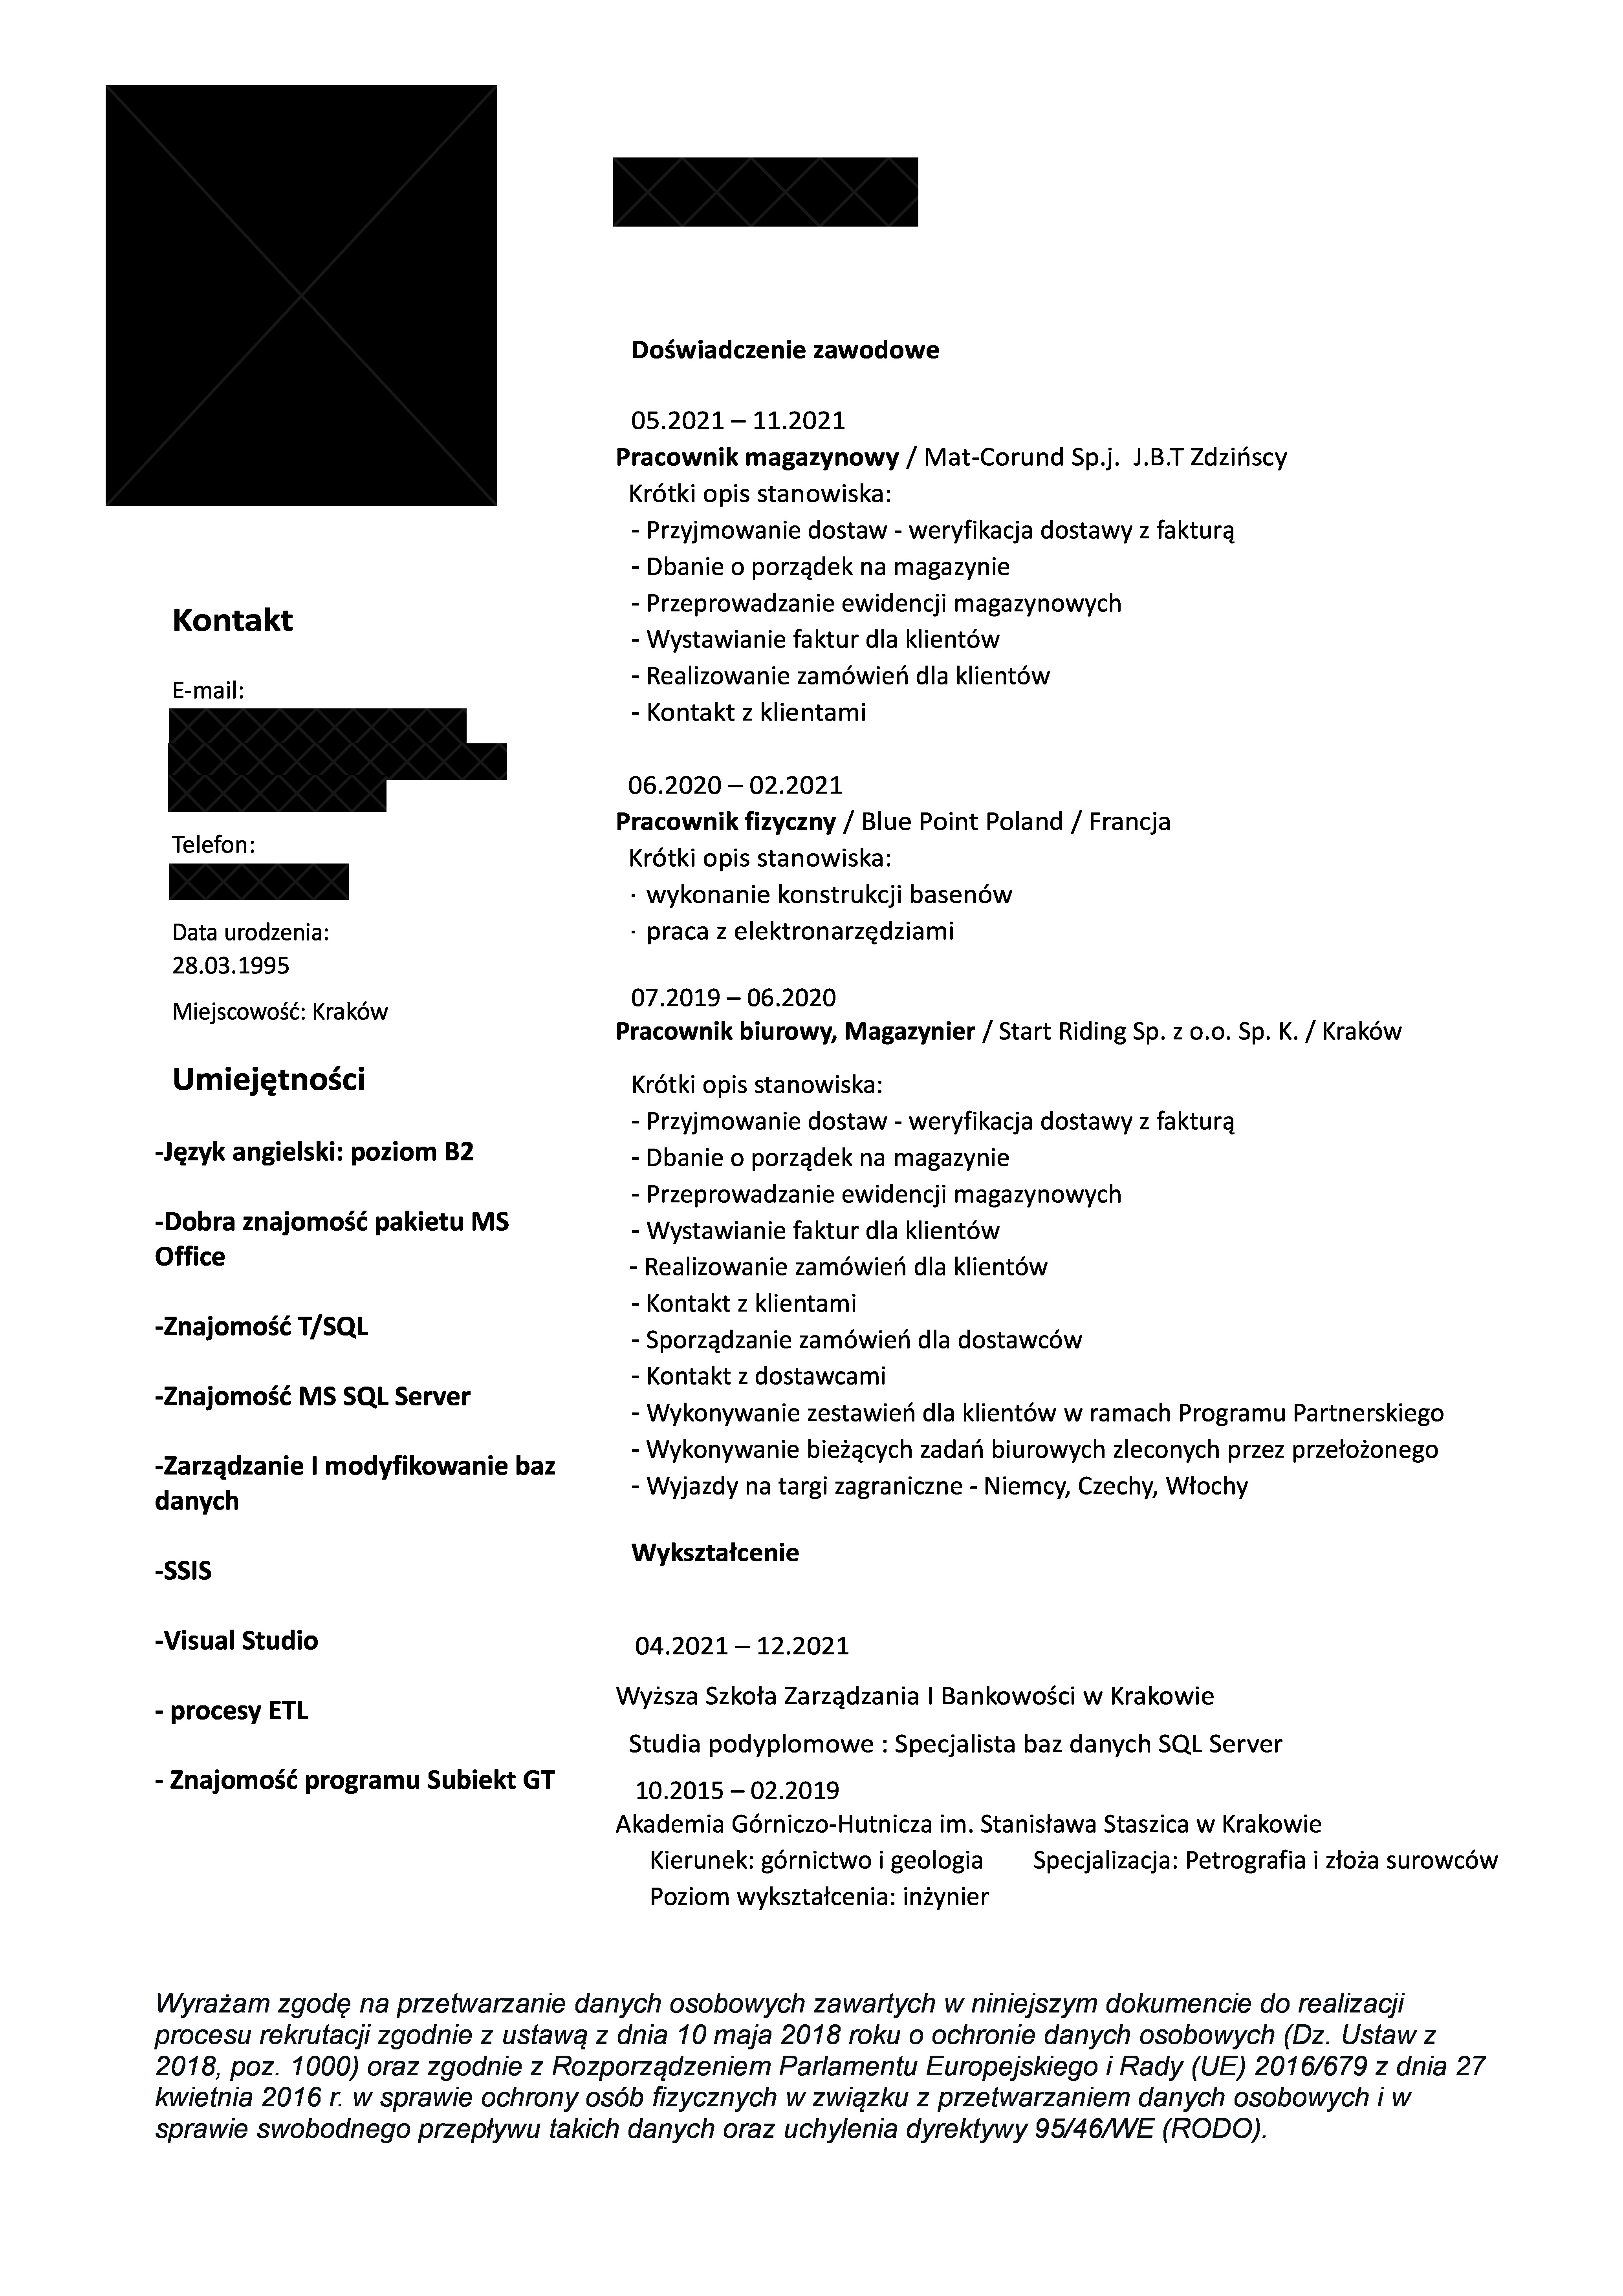 Kontakt
E-mail:
Telefon:
Data urodzenia:
28.03.1995
Miejscowość: Kraków
Umiejętności
-Język angielski: poziom B2
-Dobra znajomość pakietu MS
Office
-Znajomość T/SQL
-Znajomość MS SQL Server
-Zarządzanie I modyfikowanie baz
danych
-SSIS
-Visual Studio
- procesy ETL
- Znajomość programu Subiekt GT
Doświadczenie zawodowe
05.2021 – 11.2021
Pracownik magazynowy / Mat-Corund Sp.j.  J.B.T Zdzińscy
Krótki opis stanowiska:
- Przyjmowanie dostaw - weryfikacja dostawy z fakturą
- Dbanie o porządek na magazynie
- Przeprowadzanie ewidencji magazynowych
- Wystawianie faktur dla klientów
- Realizowanie zamówień dla klientów
- Kontakt z klientami
06.2020 – 02.2021
Pracownik fizyczny / Blue Point Poland / Francja
Krótki opis stanowiska:
· wykonanie konstrukcji basenów
· praca z elektronarzędziami
07.2019 – 06.2020
Pracownik biurowy, Magazynier / Start Riding Sp. z o.o. Sp. K. / Kraków
Krótki opis stanowiska:
- Przyjmowanie dostaw - weryfikacja dostawy z fakturą
- Dbanie o porządek na magazynie
- Przeprowadzanie ewidencji magazynowych
- Wystawianie faktur dla klientów
- Realizowanie zamówień dla klientów
- Kontakt z klientami
- Sporządzanie zamówień dla dostawców
- Kontakt z dostawcami
- Wykonywanie zestawień dla klientów w ramach Programu Partnerskiego
- Wykonywanie bieżących zadań biurowych zleconych przez przełożonego
- Wyjazdy na targi zagraniczne - Niemcy, Czechy, Włochy
Wykształcenie
04.2021 – 12.2021
Wyższa Szkoła Zarządzania I Bankowości w Krakowie
Studia podyplomowe : Specjalista baz danych SQL Server
10.2015 – 02.2019
Akademia Górniczo-Hutnicza im. Stanisława Staszica w Krakowie
Kierunek: górnictwo i geologia Specjalizacja: Petrografia i złoża surowców
Poziom wykształcenia: inżynier
Wyrażam zgodę na przetwarzanie danych osobowych zawartych w niniejszym dokumencie do realizacji
procesu rekrutacji zgodnie z ustawą z dnia 10 maja 2018 roku o ochronie danych osobowych (Dz. Ustaw z
2018, poz. 1000) oraz zgodnie z Rozporządzeniem Parlamentu Europejskiego i Rady (UE) 2016/679 z dnia 27
kwietnia 2016 r. w sprawie ochrony osób fizycznych w związku z przetwarzaniem danych osobowych i w
sprawie swobodnego przepływu takich danych oraz uchylenia dyrektywy 95/46/WE (RODO).